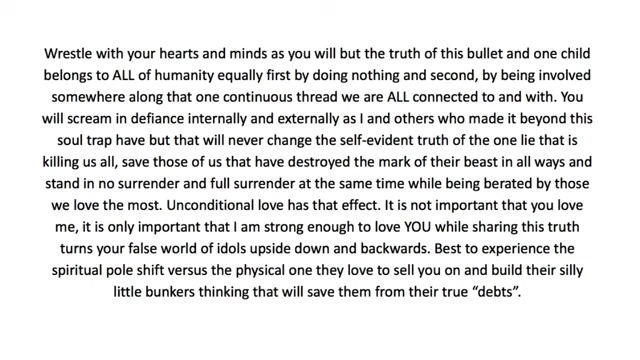 Wrestle with your hearts and minds as you will but the truth of this bullet and one child
belongs to ALL of humanity equally first by doing nothing and second, by being involved
somewhere along that one continuous thread we are ALL connected to and with. You
will scream in defiance internally and externally as I and others who made it beyond this
soul trap have but that will never change the self-evident truth of the one lie that is
killing us all, save those of us that have destroyed the mark of their beast in all ways and
stand in no surrender and full surrender at the same time while being berated by those
we love the most. Unconditional love has that effect. It is not important that you love
me, it is only important that I am strong enough to love YOU while sharing this truth
turns your false world of idols upside down and backwards. Best to experience the
spiritual pole shift versus the physical one they love to sell you on and build their silly
little bunkers thinking that will save them from their true “debts”.